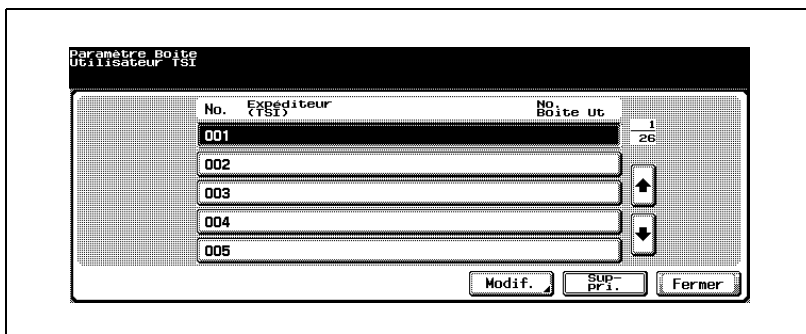 Paramètre Boite
Utilisateur TSI
No. Expéditeur No.
(TSI) Boite Ut
001
1
26
002
003
004
005
Modif. Sup- Fermer
pri.